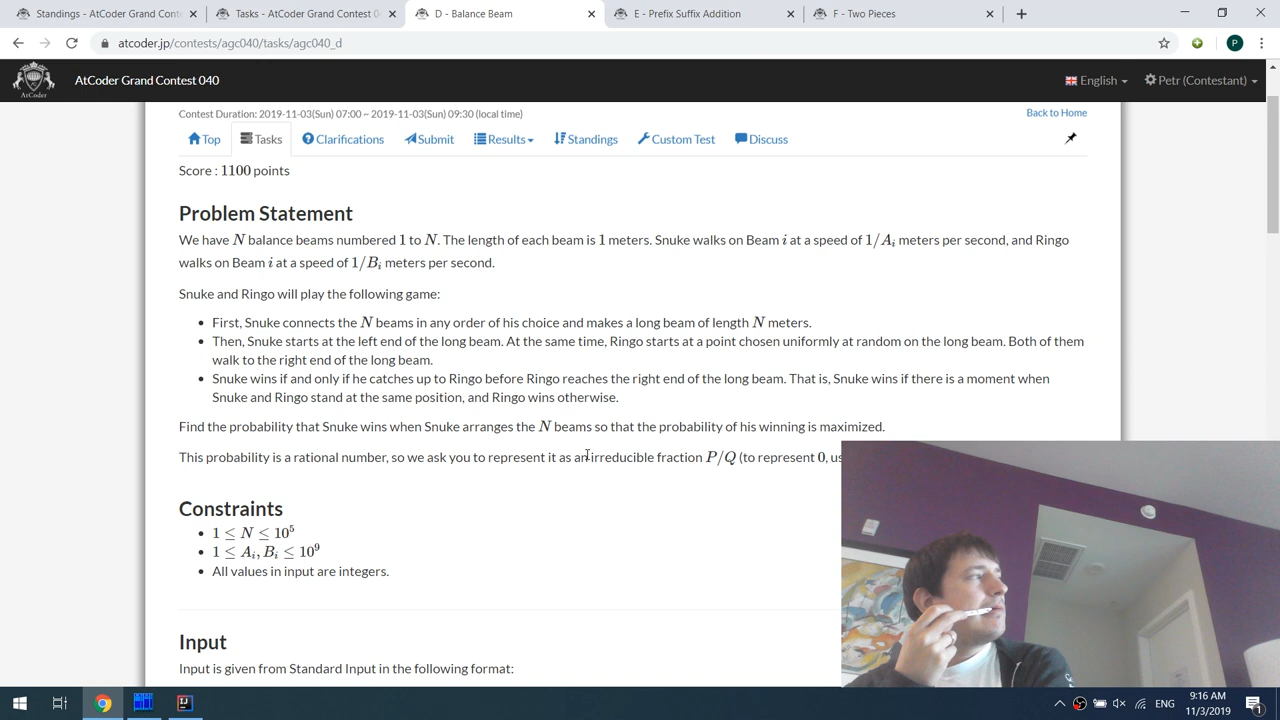 Standings - AtCoder Grand Cont
Tasks - AtCoder Grand Contest 0
D - Balance Beam
E - Prefix Suffix Addition
F - Two Pieces
atcoder.jp/contests/agc040/tasks/agc040_d
P
AtCoder Grand Contest 040
English
Petr (Contestant)
Contest Duration: 2019-11-03(Sun) 07:00 ~ 2019-11-03(Sun) 09:30 (local time)
Back to Home
Top
Tasks
Clarifications
Submit
Results
Standings
Custom Test
Discuss
Score : 1100 points
Problem Statement
We have N balance beams numbered 1 to N. The length of each beam is 1 meters. Snuke walks on Beam i at a speed of 1/Aᵢ meters per second, and Ringo
walks on Beam i at a speed of 1/Bᵢ meters per second.
Snuke and Ringo will play the following game:
• First, Snuke connects the N beams in any order of his choice and makes a long beam of length N meters.
• Then, Snuke starts at the left end of the long beam. At the same time, Ringo starts at a point chosen uniformly at random on the long beam. Both of them
walk to the right end of the long beam.
• Snuke wins if and only if he catches up to Ringo before Ringo reaches the right end of the long beam. That is, Snuke wins if there is a moment when
Snuke and Ringo stand at the same position, and Ringo wins otherwise.
Find the probability that Snuke wins when Snuke arranges the N beams so that the probability of his winning is maximized.
This probability is a rational number, so we ask you to represent it as an irreducible fraction P/Q (to represent 0, us
Constraints
• 1 ≤ N ≤ 10⁵
• 1 ≤ Aᵢ, Bᵢ ≤ 10⁹
• All values in input are integers.
Input
Input is given from Standard Input in the following format:
ENG
9:16 AM
11/3/2019
1